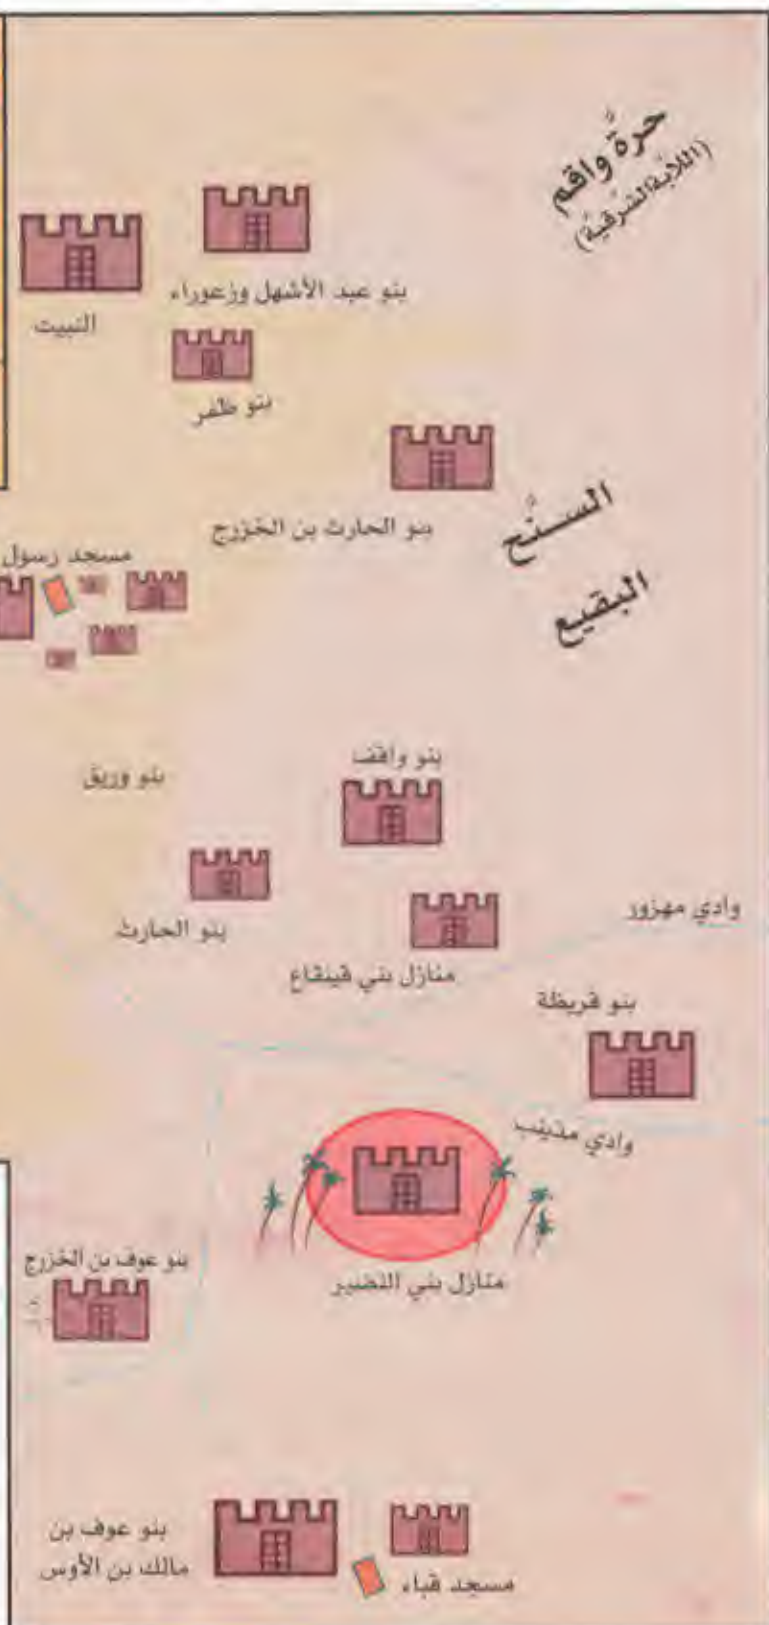 حرّة واقم
(اللابة الشرقية)
بنو عبد الأشهل وزعوراء
النبيت
بنو ظفر
بنو الحارث بن الخزرج
السنّح
مسجد رسول
البقيع
بنو واقف
بنو وريق
وادي مهزور
بنو الحارث
منازل بني قينقاع
بنو قريظة
وادي مذينب
بنو عوف بن الخزرج
منازل بني النضير
بنو عوف بن
مالك بن الأوس
مسجد قباء